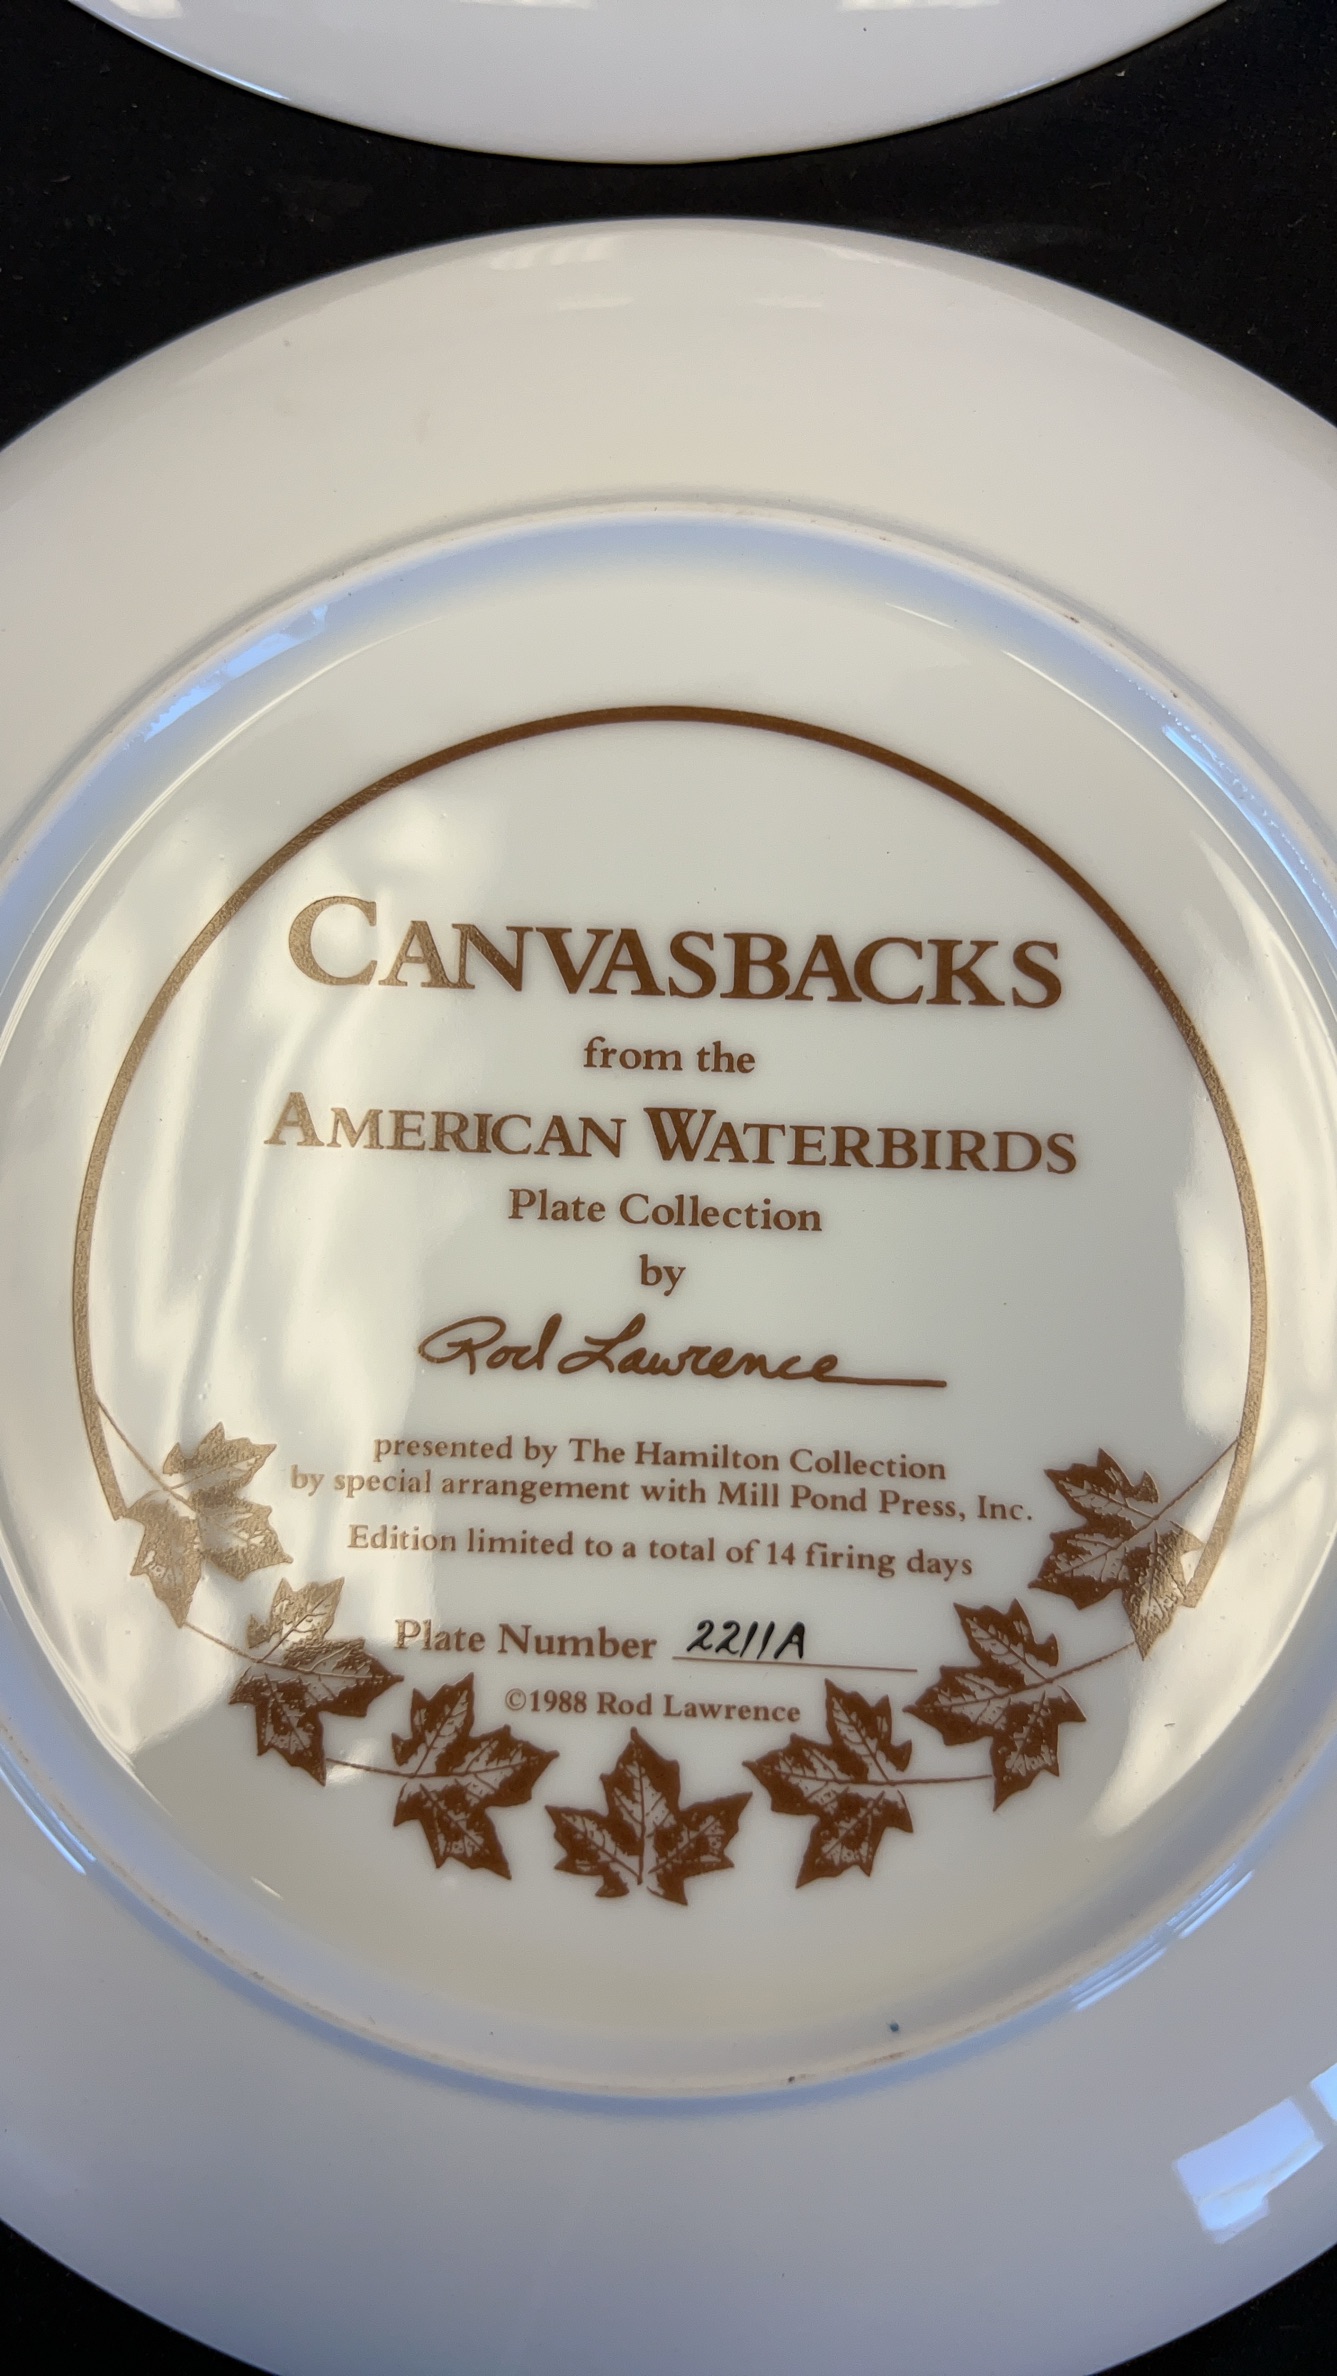 CANVASBACKS
from the
AMERICAN WATERBIRDS
Plate Collection
by
Rod Lawrence
presented by The Hamilton Collection
by special arrangement with Mill Pond Press, Inc.
Edition limited to a total of 14 firing days
Plate Number 2211A
©1988 Rod Lawrence